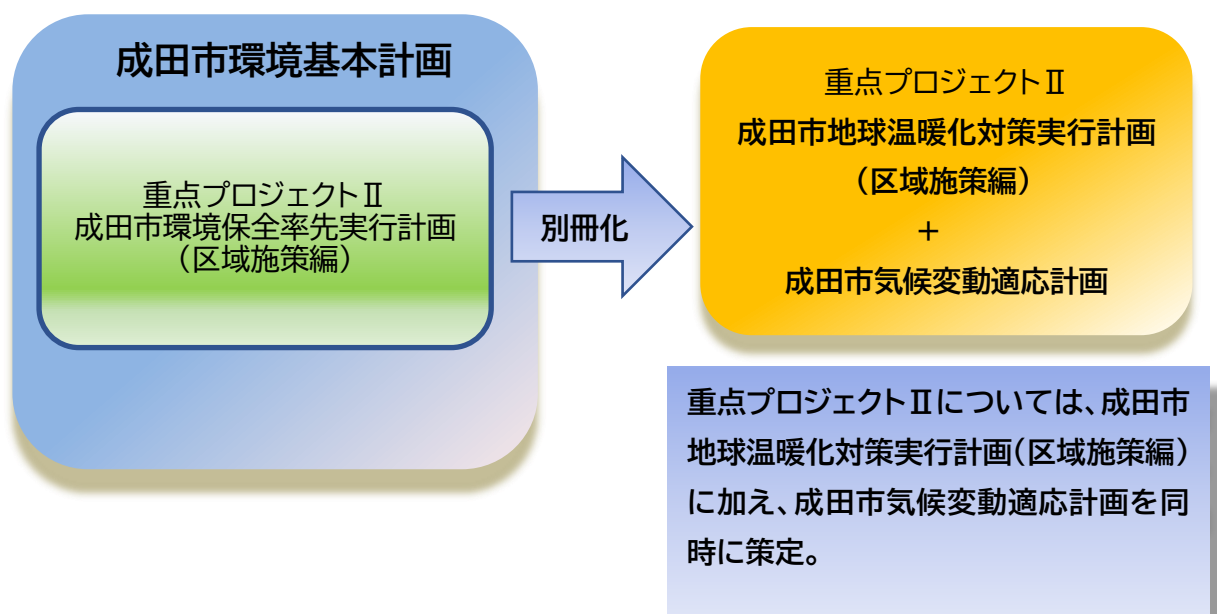 成田市環境基本計画
重点プロジェクトⅡ
成田市環境保全率先実行計画
（区域施策編）
別冊化
重点プロジェクトⅡ
成田市地球温暖化対策実行計画
（区域施策編）
＋
成田市気候変動適応計画
重点プロジェクトⅡについては、成田市
地球温暖化対策実行計画（区域施策編）
に加え、成田市気候変動適応計画を同
時に策定。